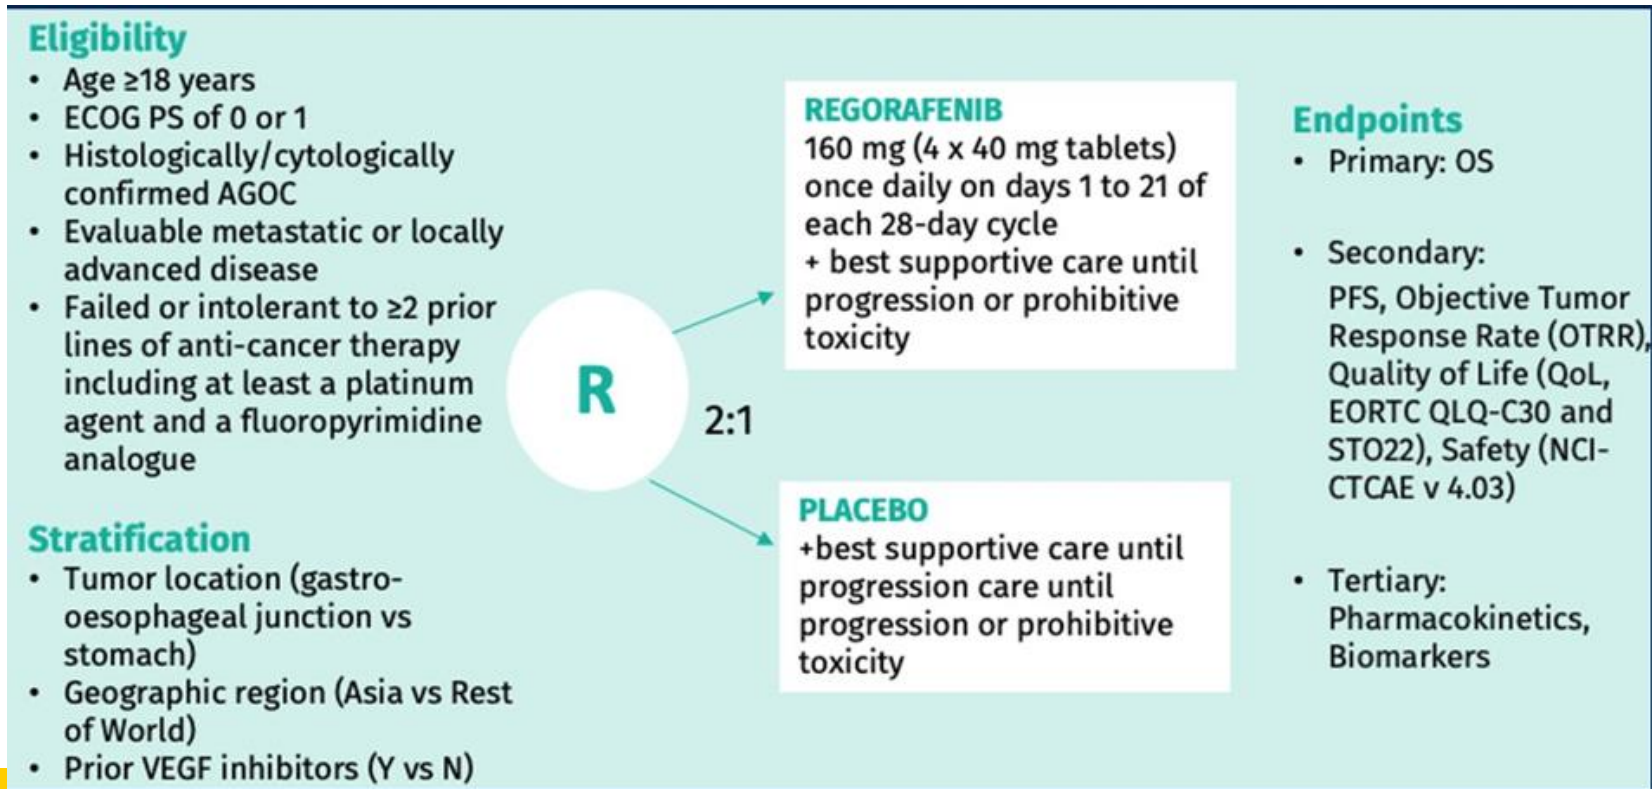 Eligibility
• Age ≥18 years
• ECOG PS of 0 or 1
• Histologically/cytologically
confirmed AGOC
• Evaluable metastatic or locally
advanced disease
• Failed or intolerant to ≥2 prior
lines of anti-cancer therapy
including at least a platinum
agent and a fluoropyrimidine
analogue
Stratification
• Tumor location (gastro-
oesophageal junction vs
stomach)
• Geographic region (Asia vs Rest
of World)
• Prior VEGF inhibitors (Y vs N)
R
2:1
REGORAFENIB
160 mg (4 x 40 mg tablets)
once daily on days 1 to 21 of
each 28-day cycle
+ best supportive care until
progression or prohibitive
toxicity
PLACEBO
+best supportive care until
progression care until
progression or prohibitive
toxicity
Endpoints
• Primary: OS
• Secondary:
PFS, Objective Tumor
Response Rate (OTRR),
Quality of Life (QoL,
EORTC QLQ-C30 and
STO22), Safety (NCI-
CTCAE v 4.03)
• Tertiary:
Pharmacokinetics,
Biomarkers